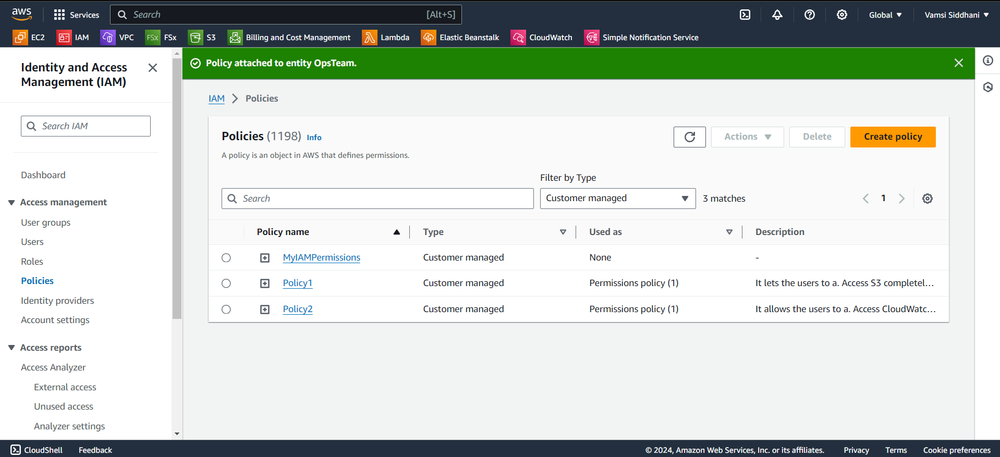 aws Services Search [Alt+S] Global Vamsi Siddhani
EC2 IAM VPC FSx FSx S3 Billing and Cost Management Lambda Elastic Beanstalk CloudWatch Simple Notification Service
Identity and Access
Management (IAM)
Search IAM
Dashboard
Access management
User groups
Users
Roles
Policies
Identity providers
Account settings
Access reports
Access Analyzer
External access
Unused access
Analyzer settings
Policy attached to entity OpsTeam.
IAM Policies
Policies (1198) Info
Actions Delete Create policy
A policy is an object in AWS that defines permissions.
Filter by Type
Search Customer managed 3 matches 1
Policy name Type Used as Description
MyIAMPermissions Customer managed None -
Policy1 Customer managed Permissions policy (1) It lets the users to a. Access S3 completel...
Policy2 Customer managed Permissions policy (1) It allows the users to a. Access CloudWatc...
CloudShell Feedback © 2024, Amazon Web Services, Inc. or its affiliates. Privacy Terms Cookie preferences